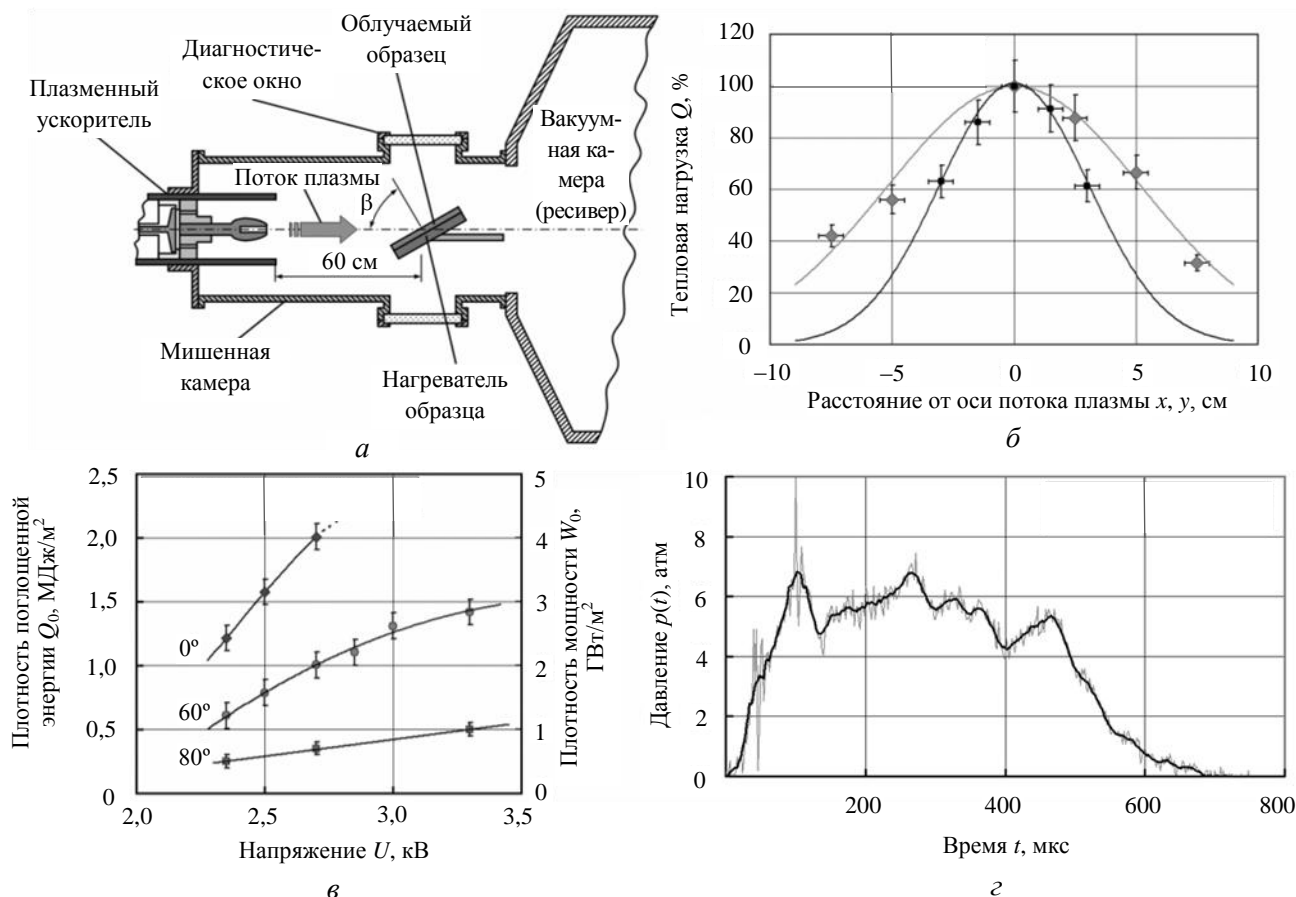 Облучаемый
образец
Диагностиче-
ское окно
Плазменный
ускоритель
Поток плазмы
β
Вакуум-
ная ка-
мера
(ресивер)
60 см
Мишенная
камера
Нагреватель
образца
а
Тепловая нагрузка Q, %
120
100
80
60
40
20
0
–10
–5
0
5
10
Расстояние от оси потока плазмы x, y, см
б
Плотность поглощенной
энергии Q₀, МДж/м²
2,5
2,0
1,5
1,0
0,5
0
0º
60º
80º
2,0
2,5
3,0
3,5
Напряжение U, кВ
5
4
3
2
1
0
Плотность мощности W₀,
ГВт/м²
в
Давление p(t), атм
10
8
6
4
2
0
200
400
600
800
Время t, мкс
г